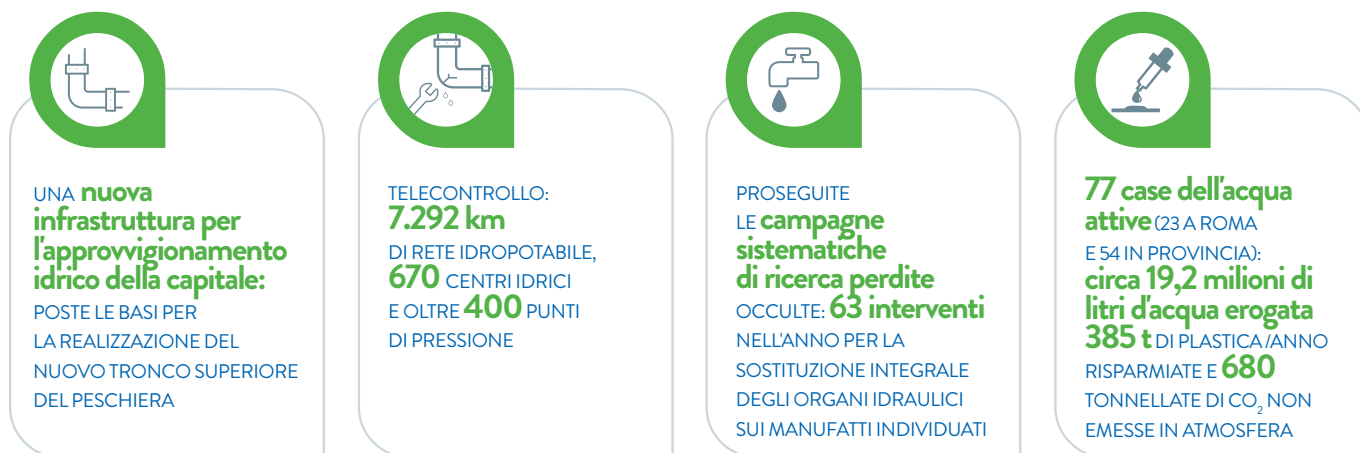 UNA nuova
infrastruttura per
l'approvvigionamento
idrico della capitale:
POSTE LE BASI PER
LA REALIZZAZIONE DEL
NUOVO TRONCO SUPERIORE
DEL PESCHIERA
TELECONTROLLO:
7.292 km
DI RETE IDROPOTABILE,
670 CENTRI IDRICI
E OLTRE 400 PUNTI
DI PRESSIONE
PROSEGUITE
LE campagne
sistematiche
di ricerca perdite
OCCULTE: 63 interventi
NELL'ANNO PER LA
SOSTITUZIONE INTEGRALE
DEGLI ORGANI IDRAULICI
SUI MANUFATTI INDIVIDUATI
77 case dell'acqua
attive (23 A ROMA
E 54 IN PROVINCIA):
circa 19,2 milioni di
litri d'acqua erogata
385 t DI PLASTICA /ANNO
RISPARMIATE E 680
TONNELLATE DI CO₂ NON
EMESSE IN ATMOSFERA